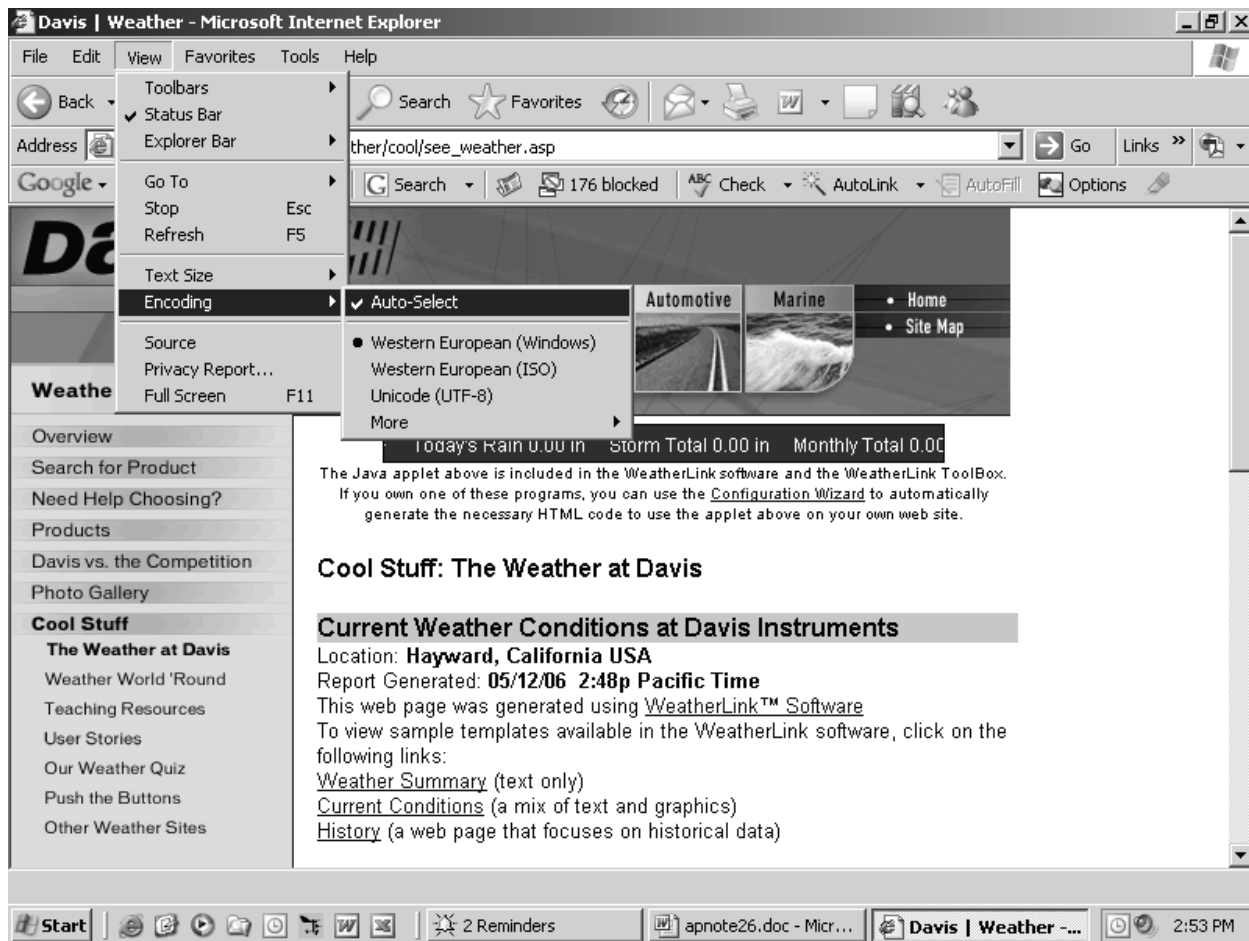 Davis | Weather - Microsoft Internet Explorer
File Edit View Favorites Tools Help
Back Search Favorites
Address ther/cool/see_weather.asp Go Links »
Google Search 176 blocked ABC Check AutoLink AutoFill Options
Toolbars
Status Bar
Explorer Bar
Go To
Stop Esc
Refresh F5
Text Size
Encoding
Source
Privacy Report...
Full Screen F11
Auto-Select
Western European (Windows)
Western European (ISO)
Unicode (UTF-8)
More
Automotive Marine
• Home
• Site Map
Overview
Search for Product
Need Help Choosing?
Products
Davis vs. the Competition
Photo Gallery
Cool Stuff
The Weather at Davis
Weather World 'Round
Teaching Resources
User Stories
Our Weather Quiz
Push the Buttons
Other Weather Sites
Today's Rain 0.00 in Storm Total 0.00 in Monthly Total 0.00
The Java applet above is included in the WeatherLink software and the WeatherLink ToolBox.
If you own one of these programs, you can use the Configuration Wizard to automatically
generate the necessary HTML code to use the applet above on your own web site.
Cool Stuff: The Weather at Davis
Current Weather Conditions at Davis Instruments
Location: Hayward, California USA
Report Generated: 05/12/06 2:48p Pacific Time
This web page was generated using WeatherLink™ Software
To view sample templates available in the WeatherLink software, click on the
following links:
Weather Summary (text only)
Current Conditions (a mix of text and graphics)
History (a web page that focuses on historical data)
Start 2 Reminders apnote26.doc - Micr... Davis | Weather -... 2:53 PM